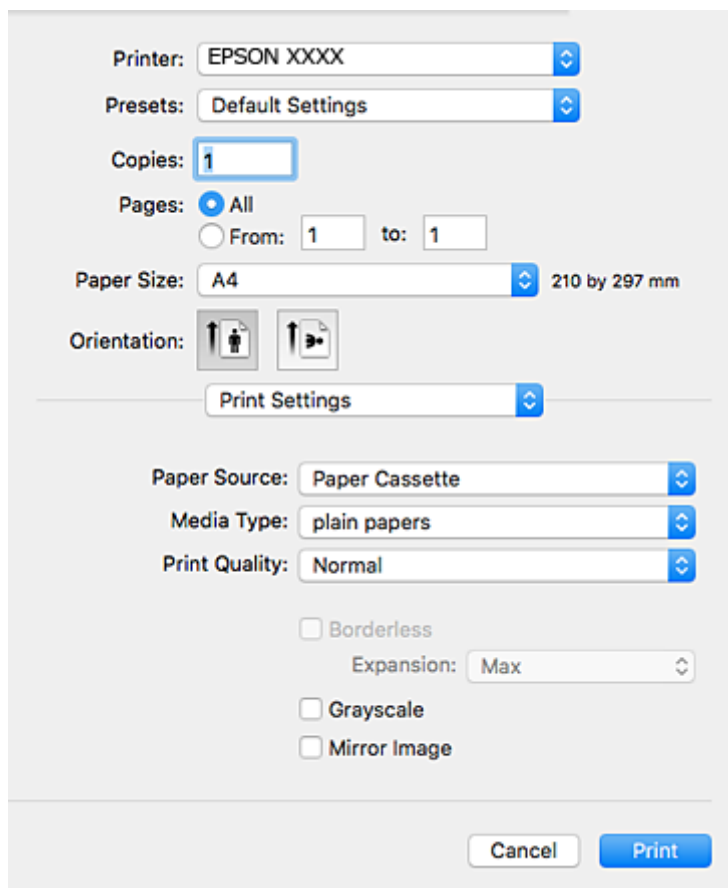 Printer: EPSON XXXX
Presets: Default Settings
Copies: 1
Pages: All
From: 1 to: 1
Paper Size: A4 210 by 297 mm
Orientation:
Print Settings
Paper Source: Paper Cassette
Media Type: plain papers
Print Quality: Normal
Borderless
Expansion: Max
Grayscale
Mirror Image
Cancel Print